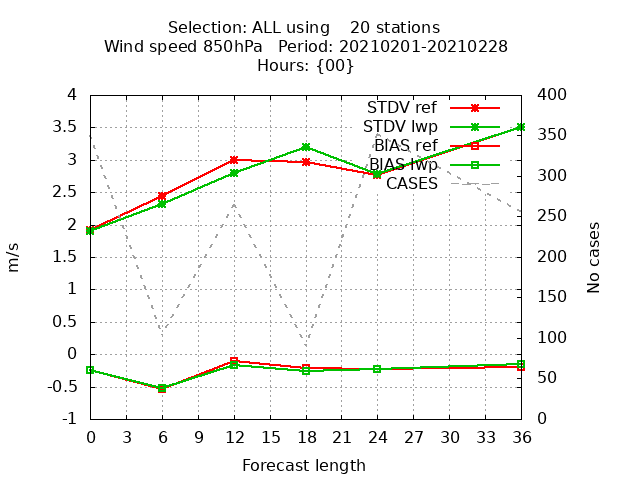 Selection: ALL using    20 stations
Wind speed 850hPa   Period: 20210201-20210228
Hours: {00}
4
3.5
3
2.5
2
1.5
1
0.5
0
-0.5
-1
m/s
400
350
300
250
200
150
100
50
0
No cases
STDV ref
STDV lwp
BIAS ref
BIAS lwp
CASES
0 3 6 9 12 15 18 21 24 27 30 33 36
Forecast length